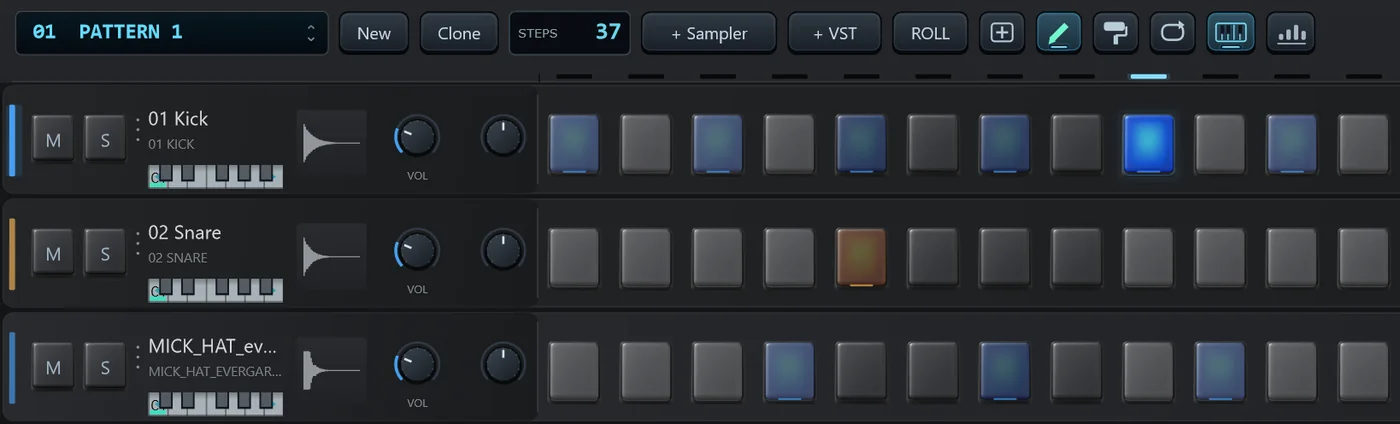 01 PATTERN 1 New Clone STEPS 37 + Sampler + VST ROLL
01 Kick
M S 01 KICK
C
VOL
02 Snare
M S 02 SNARE
C
VOL
MICK_HAT_ev...
M S MICK_HAT_EVERGAR...
C
VOL